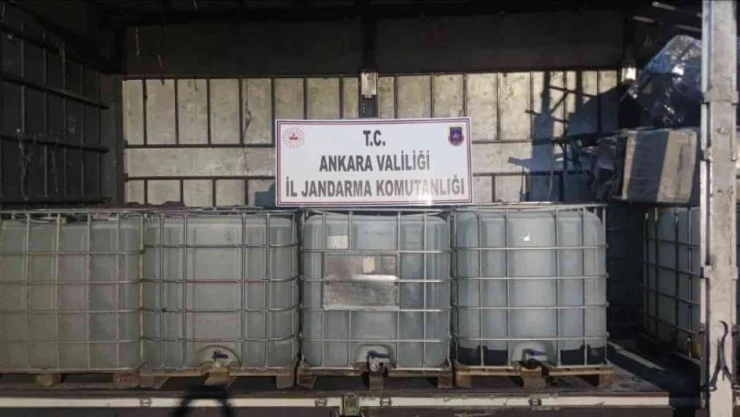 T.C.
ANKARA VALİLİĞİ
İL JANDARMA KOMUTANLIĞI